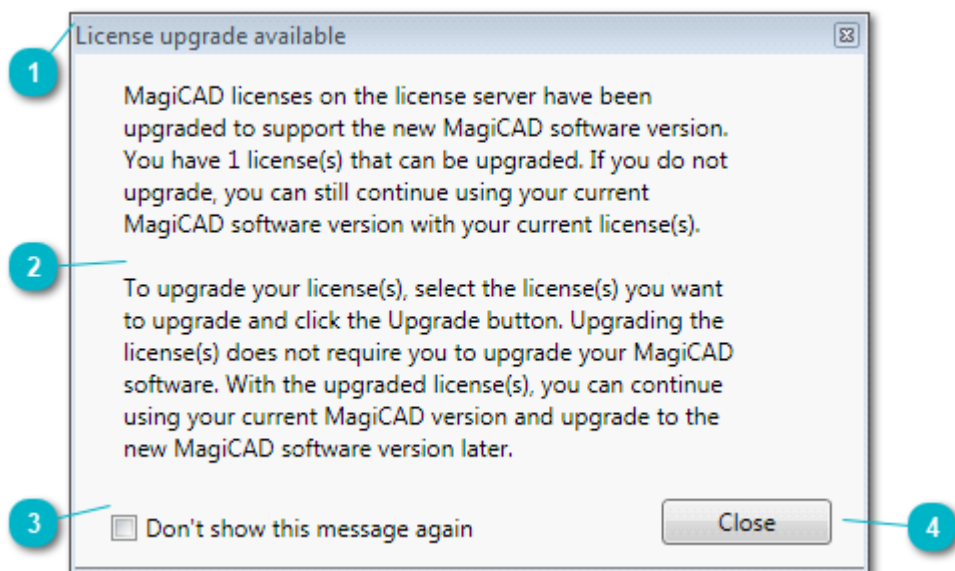 License upgrade available
1
MagiCAD licenses on the license server have been
upgraded to support the new MagiCAD software version.
You have 1 license(s) that can be upgraded. If you do not
upgrade, you can still continue using your current
MagiCAD software version with your current license(s).
2
To upgrade your license(s), select the license(s) you want
to upgrade and click the Upgrade button. Upgrading the
license(s) does not require you to upgrade your MagiCAD
software. With the upgraded license(s), you can continue
using your current MagiCAD version and upgrade to the
new MagiCAD software version later.
3
Don't show this message again
Close
4